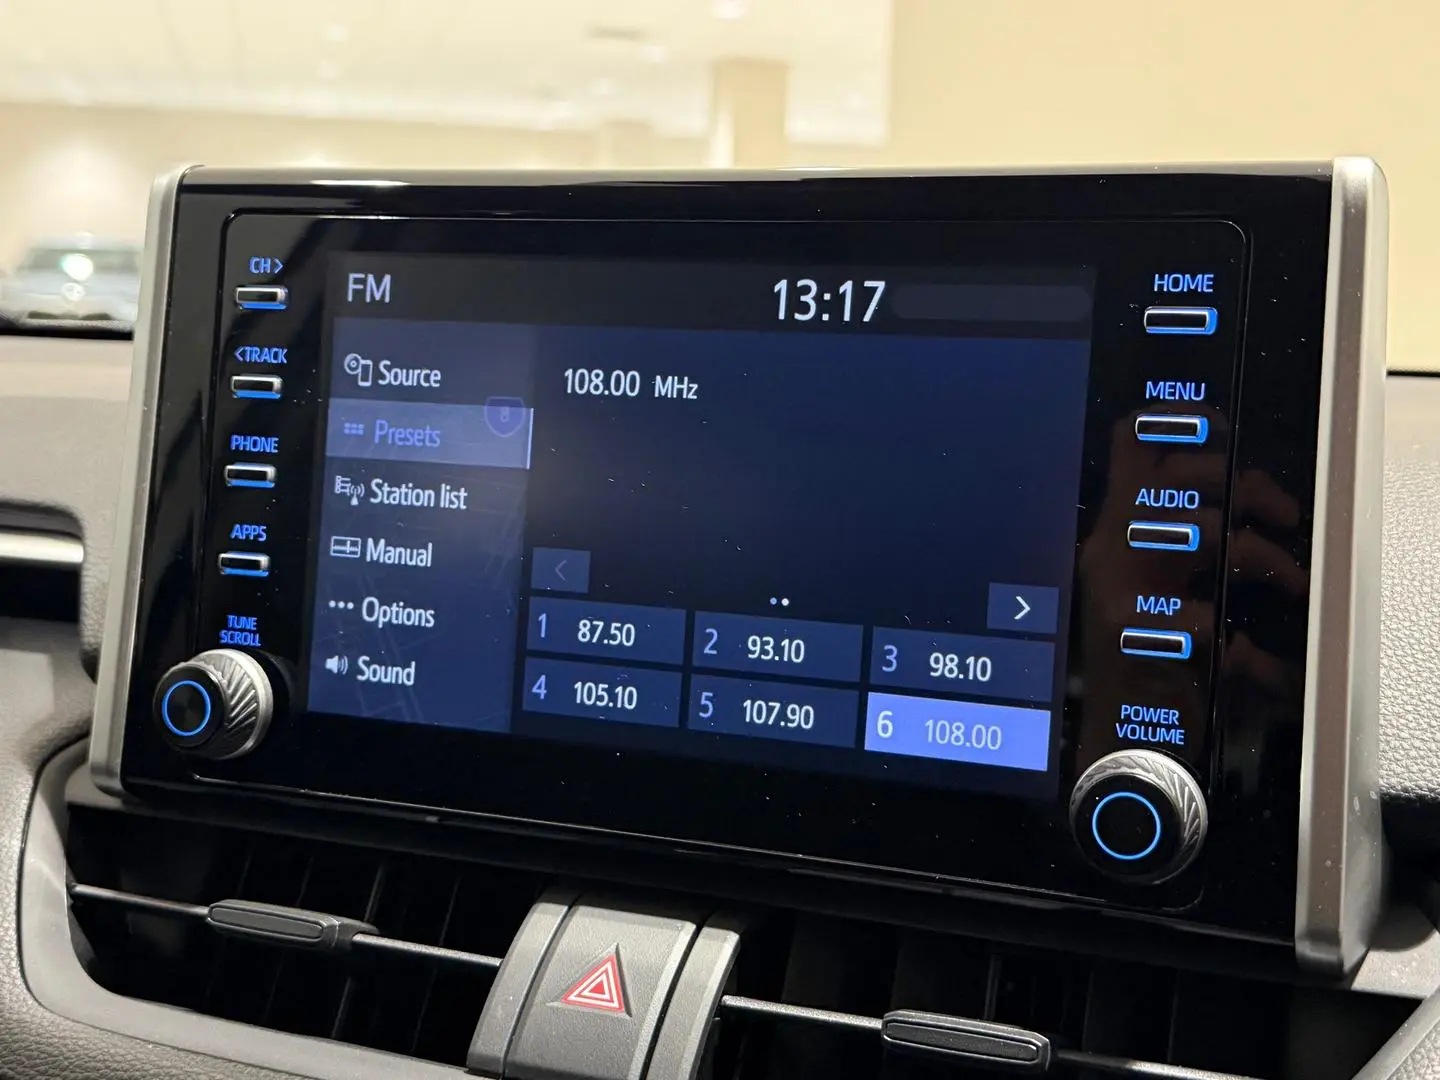 CH>
<TRACK
PHONE
APPS
TUNE
SCROLL
FM
13:17
Source
Presets
8
Station list
Manual
Options
Sound
108.00 MHz
1 87.50
2 93.10
3 98.10
4 105.10
5 107.90
6 108.00
HOME
MENU
AUDIO
MAP
POWER
VOLUME